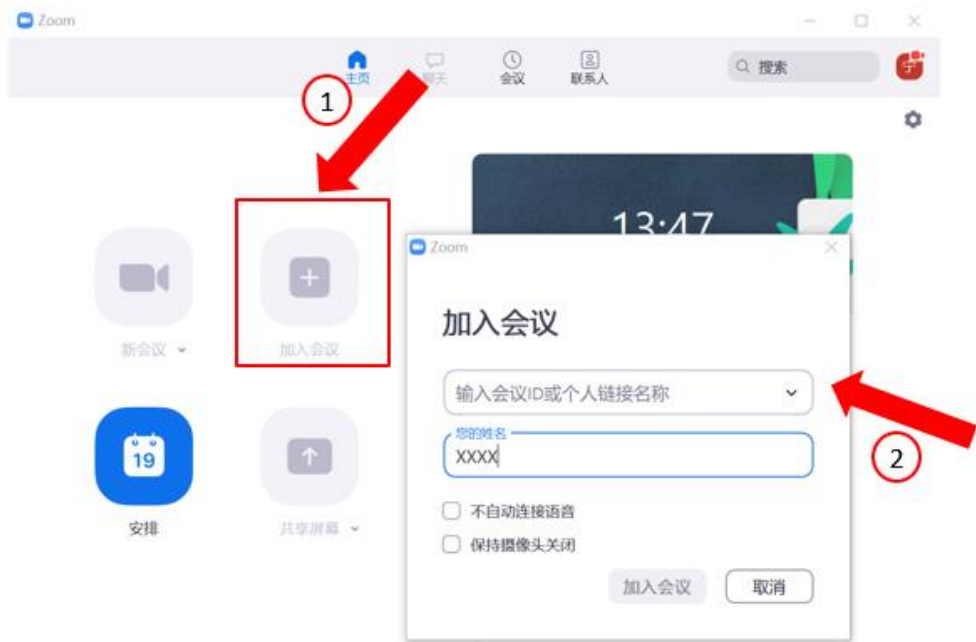 Zoom
主页
聊天
会议
联系人
搜索
宁
1
13:47
新会议
加入会议
19
安排
共享屏幕
Zoom
加入会议
输入会议ID或个人链接名称
您的姓名
XXXX
2
不自动连接语音
保持摄像头关闭
加入会议
取消